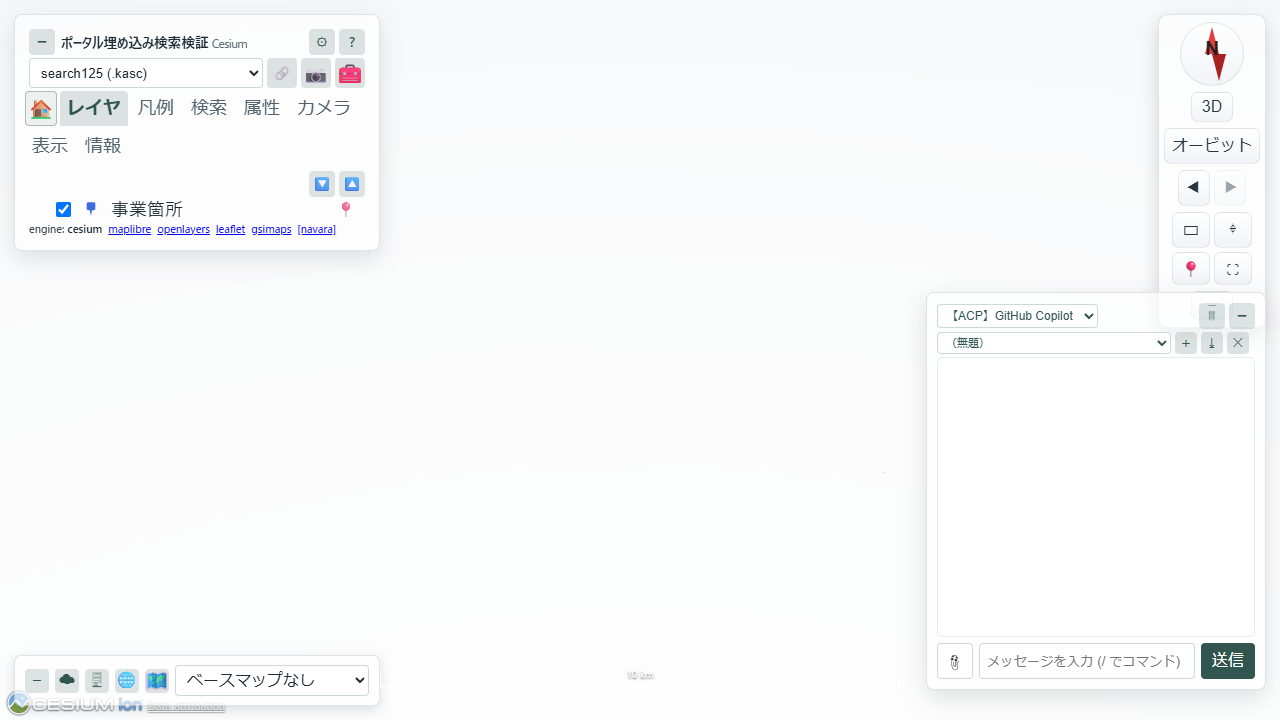 − ポータル埋め込み検索検証 Cesium ⚙ ?
search125 (.kasc)
レイヤ 凡例 検索 属性 カメラ
表示 情報
事業箇所
engine: cesium maplibre openlayers leaflet gsimaps [navara]
N
3D
オービット
【ACP】GitHub Copilot
（無題）
メッセージを入力 (/ でコマンド)
送信
10 km
ベースマップなし
CESIUM ion Data attribution